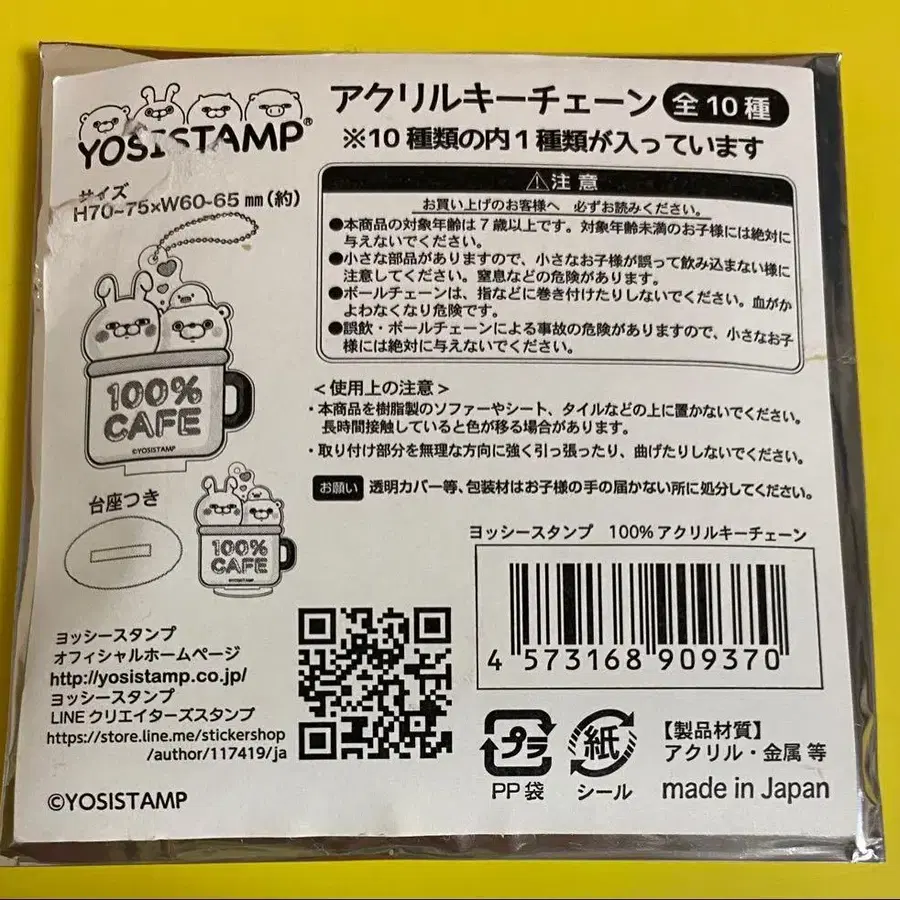 YOSISTAMP®
アクリルキーチェーン 全10種
※10種類の内1種類が入っています
サイズ
H70~75×W60-65㎜(約)
⚠注意
お買い上げのお客様へ 必ずお読みください。
●本商品の対象年齢は7歳以上です。対象年齢未満のお子様には絶対に
与えないでください。
●小さな部品がありますので、小さなお子様が誤って飲み込まない様に
注意してください。窒息などの危険があります。
●ボールチェーンは、指などに巻き付けたりしないでください。血がか
よわなくなり危険です。
●誤飲・ボールチェーンによる事故の危険がありますので、小さなお子
様には絶対に与えないでください。
100%
CAFE
©YOSISTAMP
<使用上の注意>
・本商品を樹脂製のソファーやシート、タイルなどの上に置かないでください。
長時間接触していると色が移る場合があります。
・取り付け部分を無理な方向に強く引っ張ったり、曲げたりしないでください。
お願い 透明カバー等、包装材はお子様の手の届かない所に処分してください。
台座つき
100%
CAFE
©YOSISTAMP
ヨッシースタンプ 100%アクリルキーチェーン
4 573168 909370
ヨッシースタンプ
オフィシャルホームページ
http://yosistamp.co.jp/
ヨッシースタンプ
LINEクリエイターズスタンプ
https://store.line.me/stickershop
/author/117419/ja
©YOSISTAMP
プラ
PP袋
紙
シール
【製品材質】
アクリル・金属 等
made in Japan